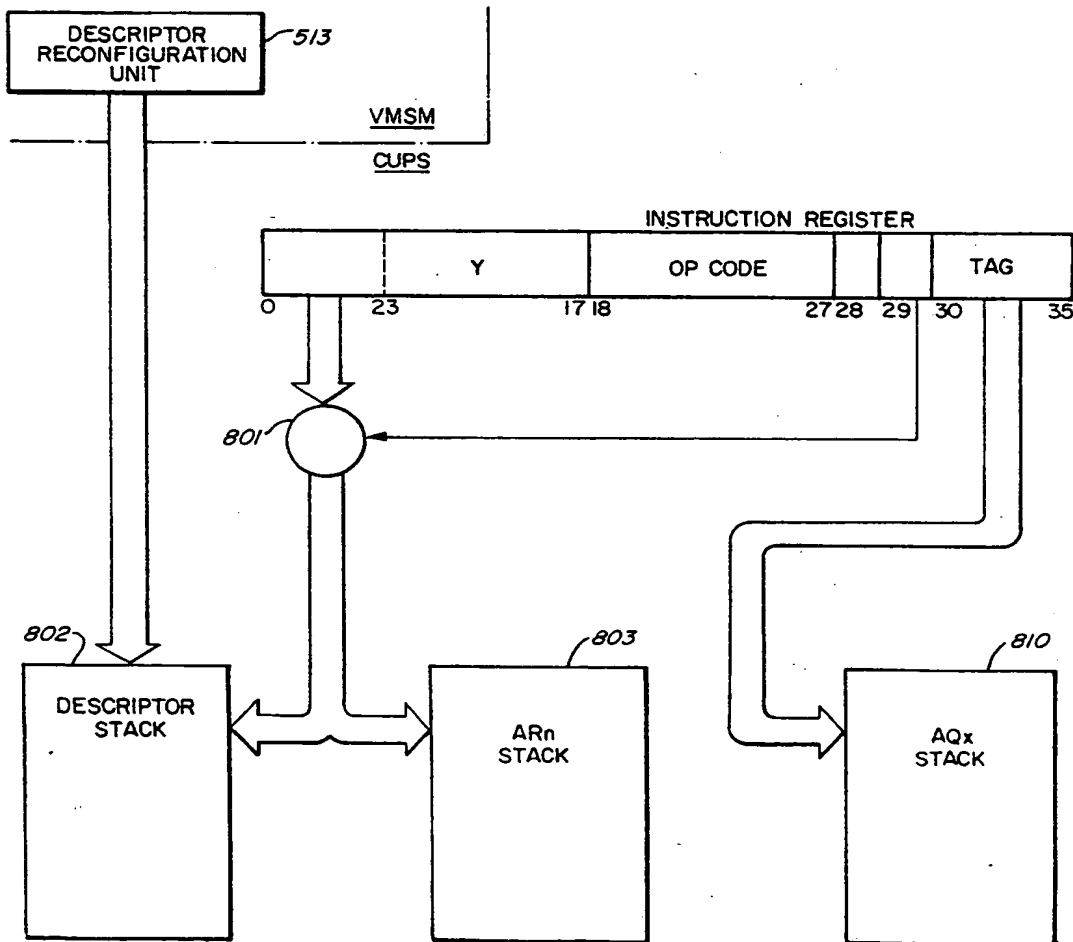 DESCRIPTOR
RECONFIGURATION
UNIT
513
VMSM
CUPS
INSTRUCTION REGISTER
Y OP CODE TAG
0 23 17 18 27 28 29 30 35
801
802 803 810
DESCRIPTOR
STACK
ARn
STACK
AQx
STACK